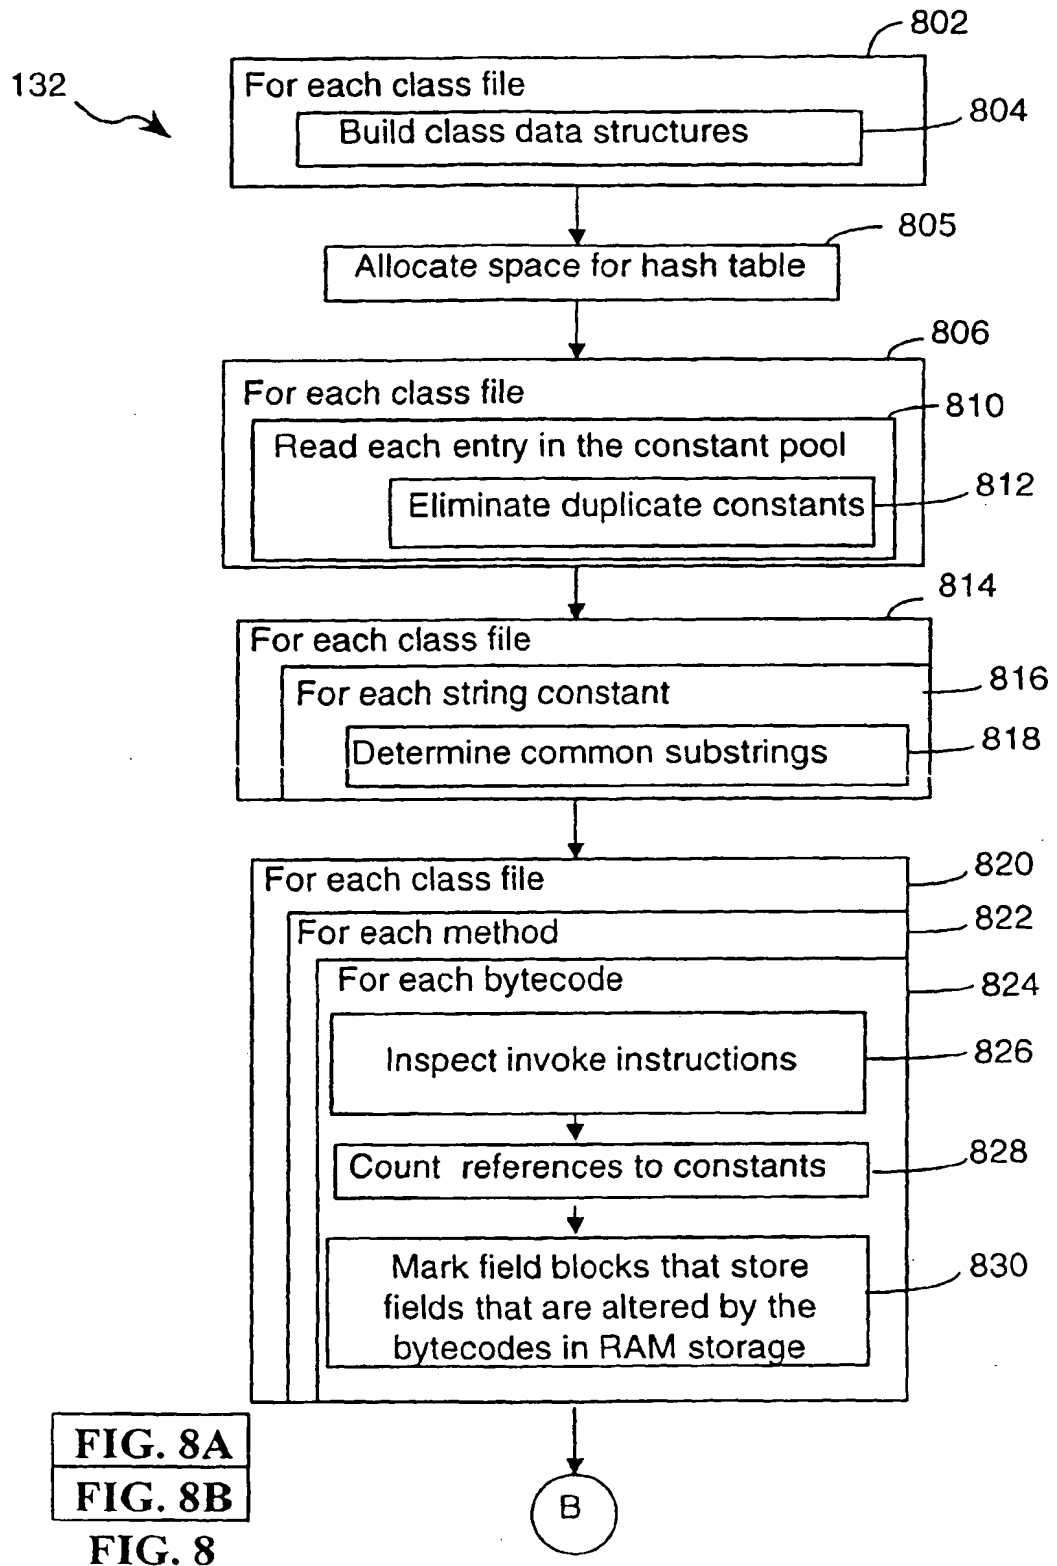 802
132
For each class file
804
Build class data structures
805
Allocate space for hash table
806
For each class file
810
Read each entry in the constant pool
812
Eliminate duplicate constants
814
For each class file
816
For each string constant
818
Determine common substrings
820
For each class file
822
For each method
824
For each bytecode
826
Inspect invoke instructions
828
Count references to constants
830
Mark field blocks that store
fields that are altered by the
bytecodes in RAM storage
FIG. 8A
FIG. 8B
FIG. 8
B